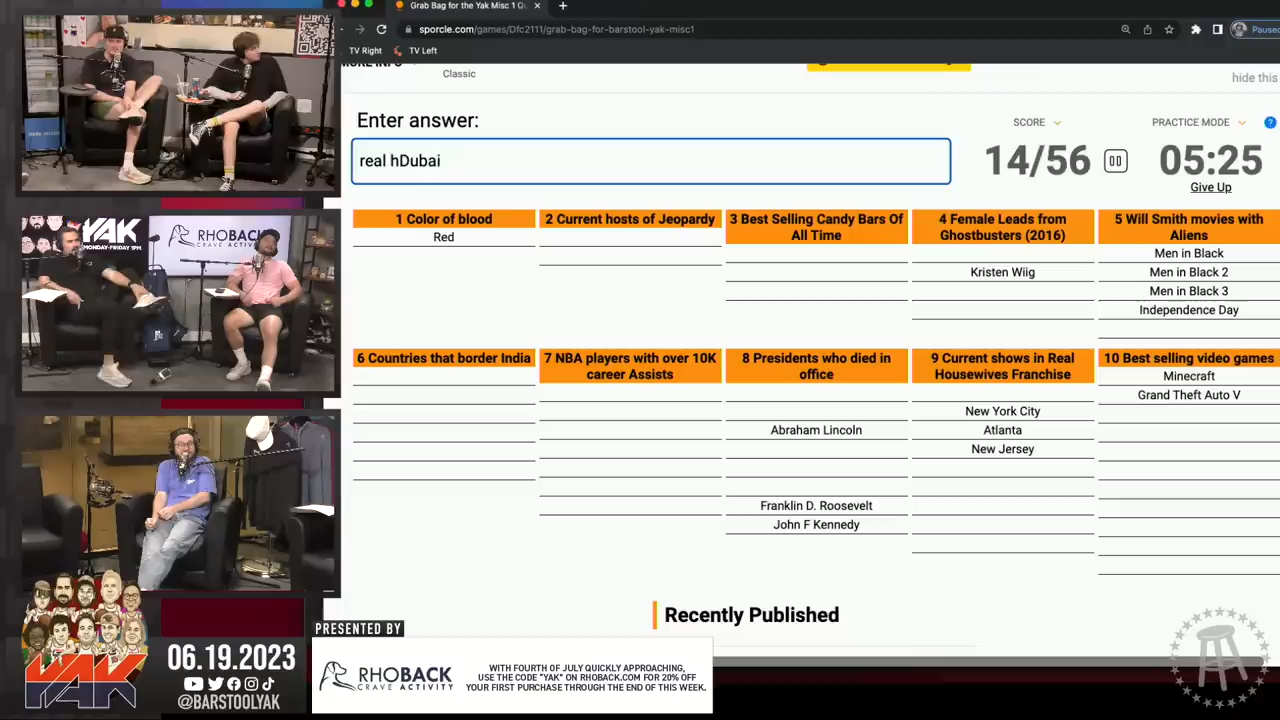 Grab Bag for the Yak Misc 1 Q
sporcle.com/games/Dfc2111/grab-bag-for-barstool-yak-misc1
Paused
TV Right
TV Left
MORE INFO
Classic
hide this
Enter answer:
real hDubai
SCORE
14/56
PRACTICE MODE
05:25
Give Up
1 Color of blood
Red
2 Current hosts of Jeopardy
3 Best Selling Candy Bars Of
All Time
4 Female Leads from
Ghostbusters (2016)
Kristen Wiig
5 Will Smith movies with
Aliens
Men in Black
Men in Black 2
Men in Black 3
Independence Day
6 Countries that border India
7 NBA players with over 10K
career Assists
8 Presidents who died in
office
Abraham Lincoln
Franklin D. Roosevelt
John F Kennedy
9 Current shows in Real
Housewives Franchise
New York City
Atlanta
New Jersey
10 Best selling video games
Minecraft
Grand Theft Auto V
Recently Published
YAK
MONDAY-FRIDAY 1PM
RHOBACK
CRAVE ACTIVITY
YAK
06.19.2023
@BARSTOOLYAK
PRESENTED BY
RHOBACK
CRAVE ACTIVITY
WITH FOURTH OF JULY QUICKLY APPROACHING,
USE THE CODE "YAK" ON RHOBACK.COM FOR 20% OFF
YOUR FIRST PURCHASE THROUGH THE END OF THIS WEEK.